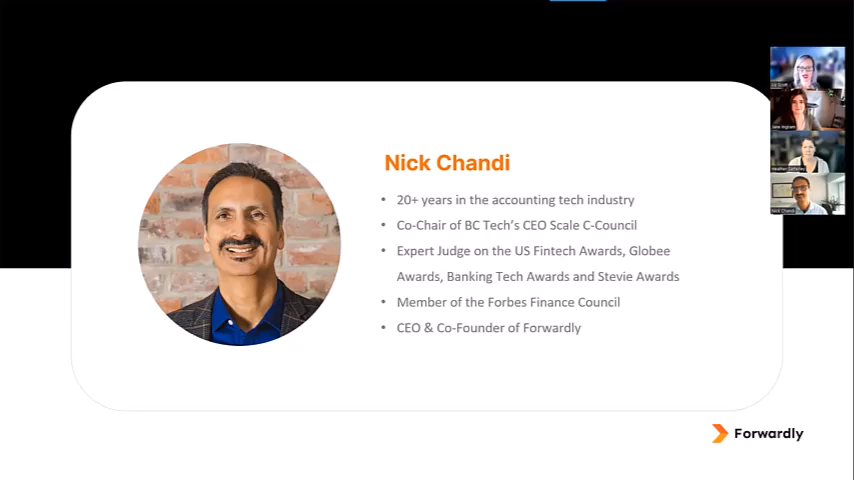 Nick Chandi
• 20+ years in the accounting tech industry
• Co-Chair of BC Tech's CEO Scale C-Council
• Expert Judge on the US Fintech Awards, Globee
Awards, Banking Tech Awards and Stevie Awards
• Member of the Forbes Finance Council
• CEO & Co-Founder of Forwardly
Forwardly
Nick Chandi